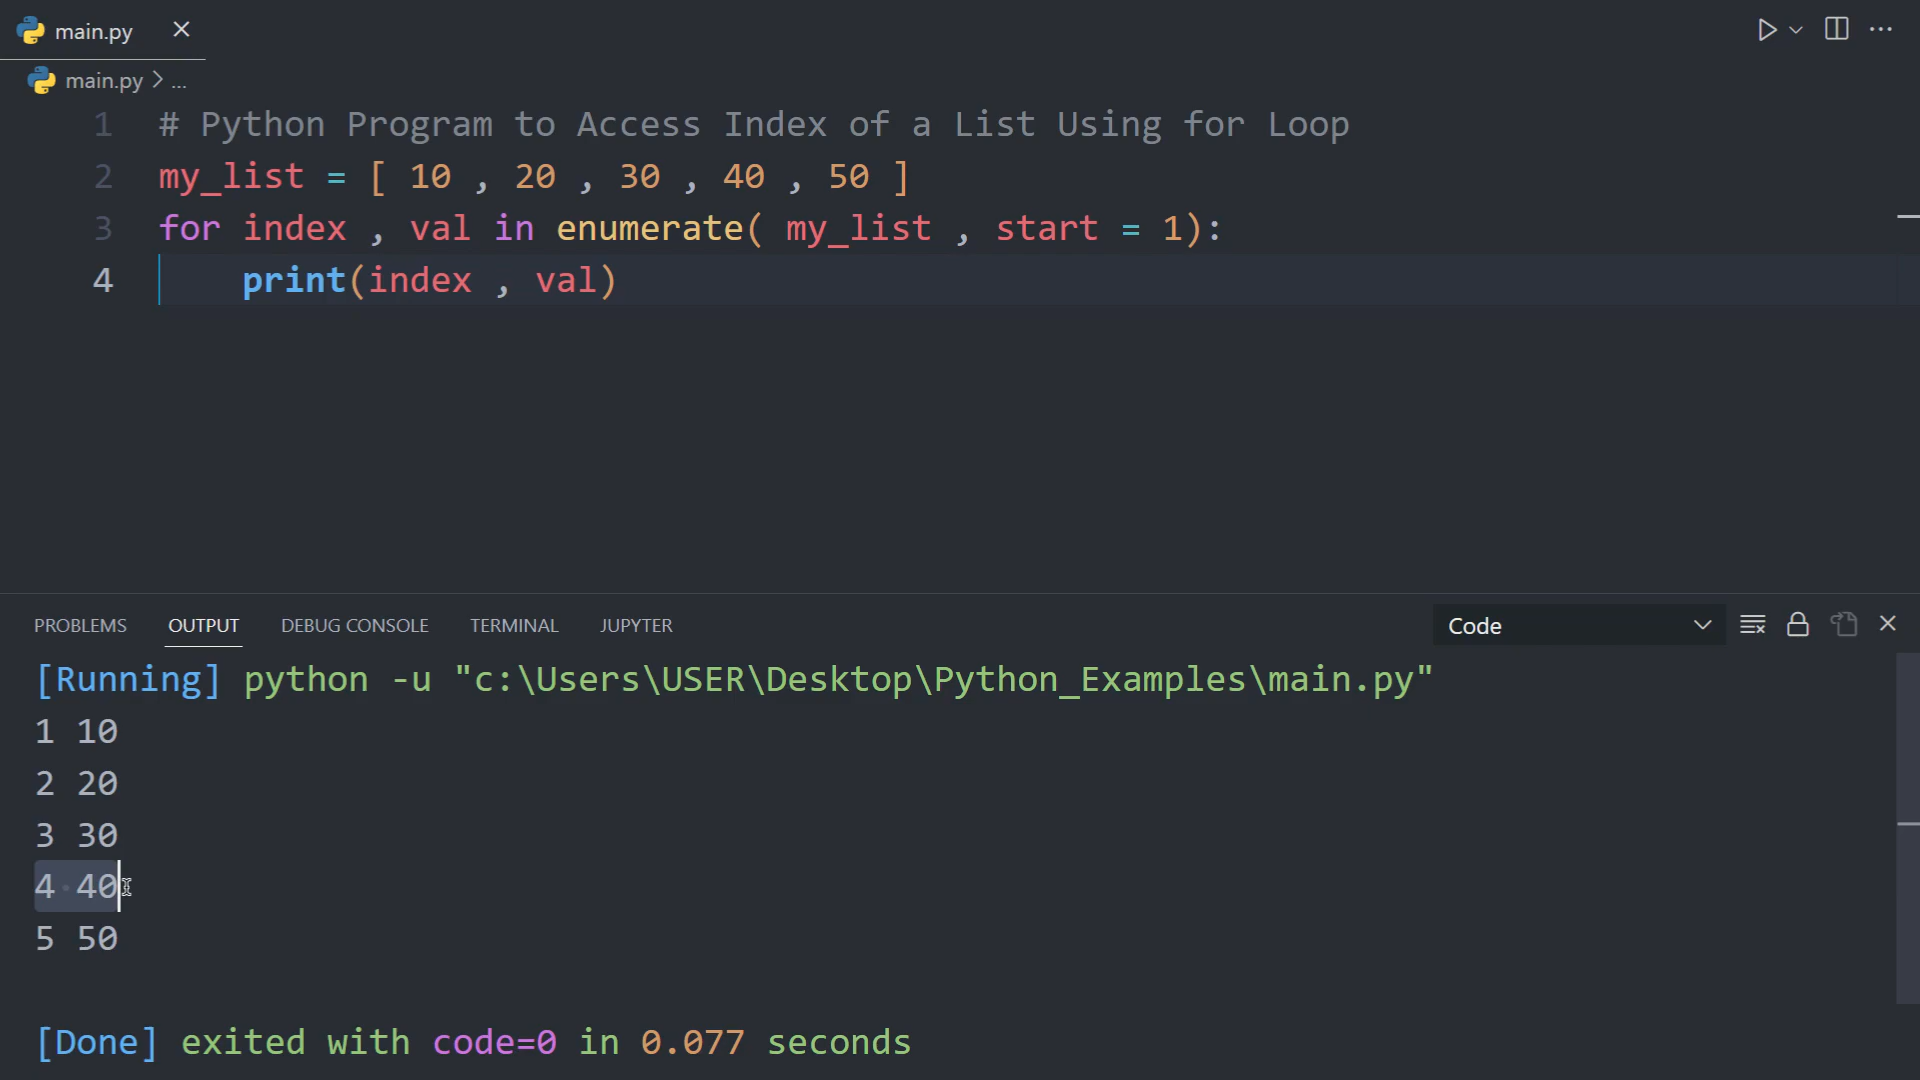 main.py
main.py > ...
1 # Python Program to Access Index of a List Using for Loop
2 my_list = [ 10 , 20 , 30 , 40 , 50 ]
3 for index , val in enumerate( my_list , start = 1):
4     print(index , val)
PROBLEMS OUTPUT DEBUG CONSOLE TERMINAL JUPYTER Code
[Running] python -u "c:\Users\USER\Desktop\Python_Examples\main.py"
1 10
2 20
3 30
4 40
5 50
[Done] exited with code=0 in 0.077 seconds